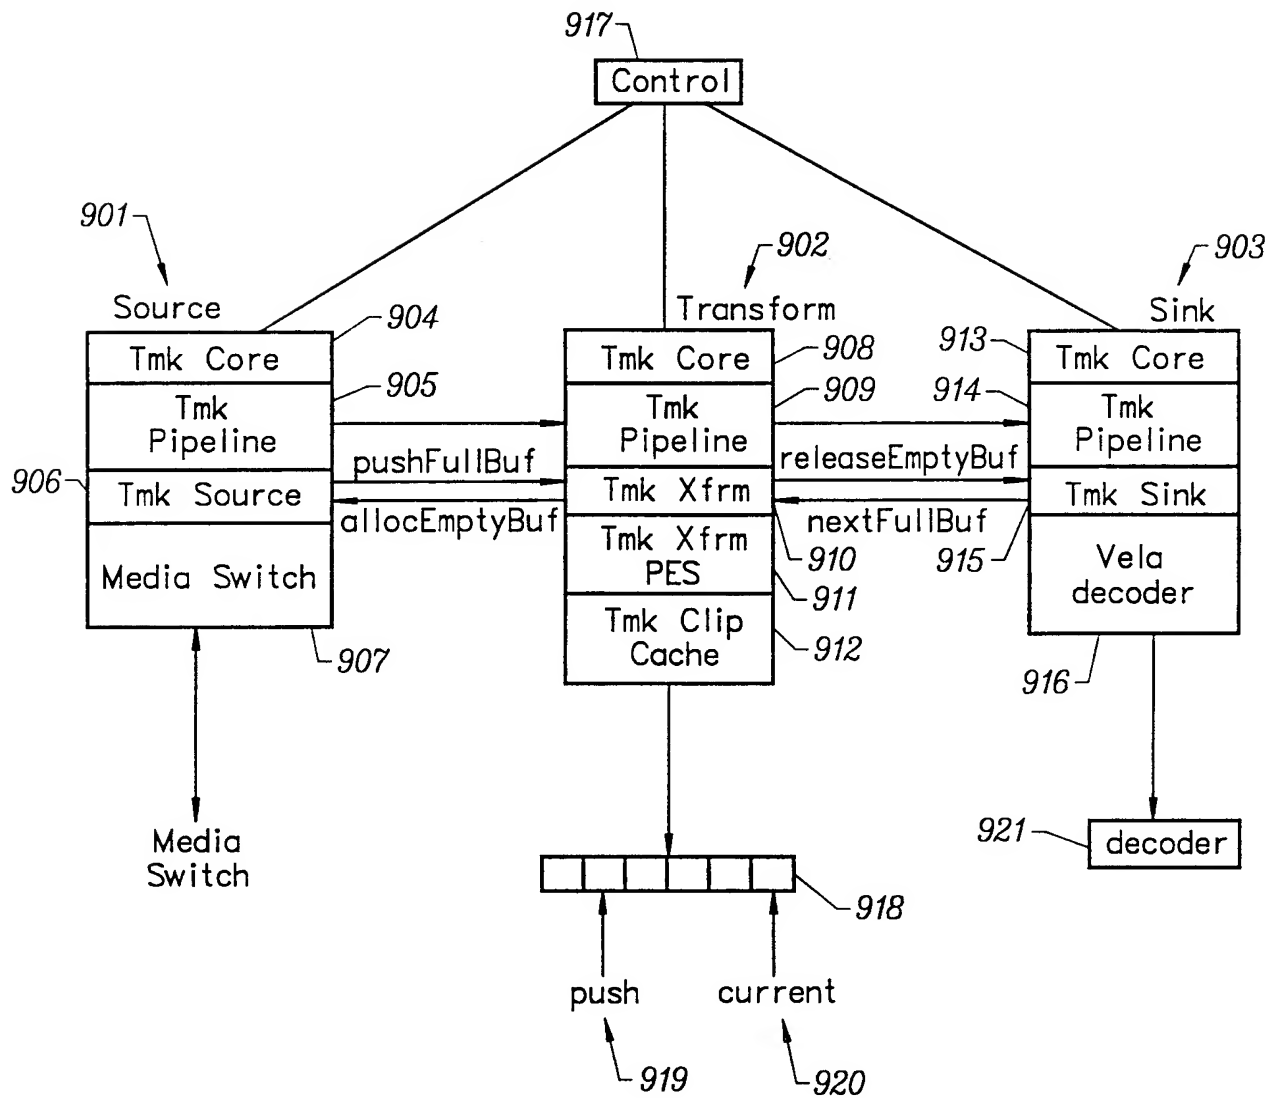 917
Control
901
902
903
Source
Transform
Sink
904
Tmk Core
908
Tmk Core
913
Tmk Core
905
Tmk
Pipeline
909
Tmk
Pipeline
914
Tmk
Pipeline
pushFullBuf
releaseEmptyBuf
906
Tmk Source
Tmk Xfrm
Tmk Sink
allocEmptyBuf
nextFullBuf
910
915
Media Switch
Tmk Xfrm
PES
911
Vela
decoder
Tmk Clip
Cache
912
907
916
Media
Switch
921
decoder
918
push
current
919
920